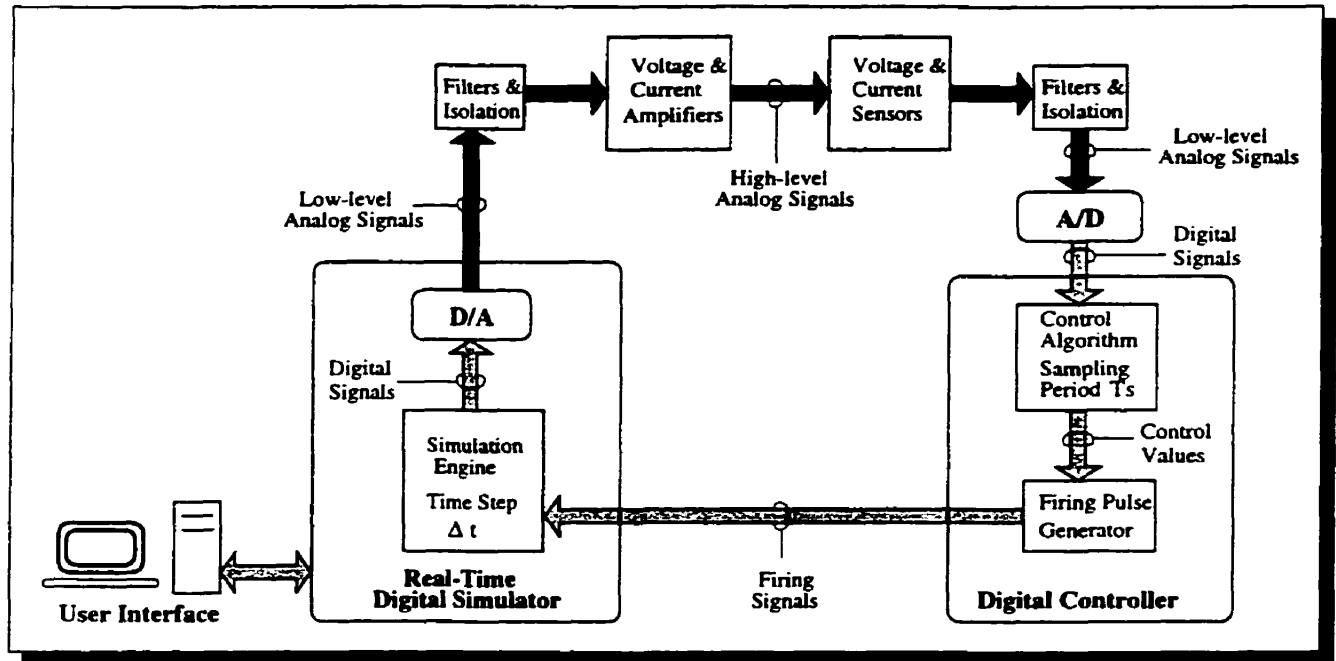 Filters &
Isolation
Voltage &
Current
Amplifiers
Voltage &
Current
Sensors
Filters &
Isolation
High-level
Analog Signals
Low-level
Analog Signals
Low-level
Analog Signals
A/D
Digital
Signals
D/A
Digital
Signals
Simulation
Engine
Time Step
Δ t
Real-Time
Digital Simulator
User Interface
Control
Algorithm
Sampling
Period Ts
Control
Values
Firing Pulse
Generator
Firing
Signals
Digital Controller